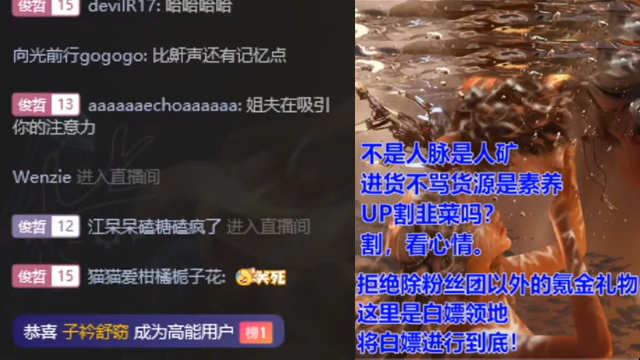 俊哲 15 devilR17: 哈哈哈哈
向光前行gogogo: 比鼾声还有记忆点
俊哲 13 aaaaaaechoaaaaaa: 姐夫在吸引
你的注意力
Wenzie 进入直播间
俊哲 12 江呆呆磕糖磕疯了 进入直播间
俊哲 15 猫猫爱柑橘栀子花: 笑死
恭喜 子衿舒窈 成为高能用户 榜1
不是人脉是人矿
进货不骂货源是素养
UP割韭菜吗?
割，看心情。
拒绝除粉丝团以外的氪金礼物
这里是白嫖领地
将白嫖进行到底!